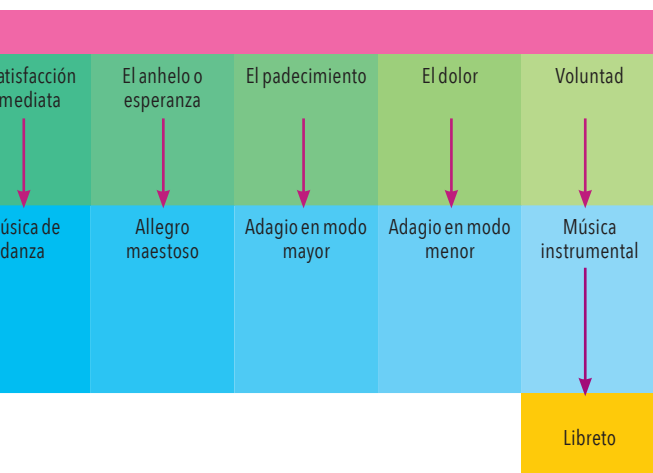 atisfacción
mediata
El anhelo o
esperanza
El padecimiento
El dolor
Voluntad
úsica de
danza
Allegro
maestoso
Adagio en modo
mayor
Adagio en modo
menor
Música
instrumental
Libreto